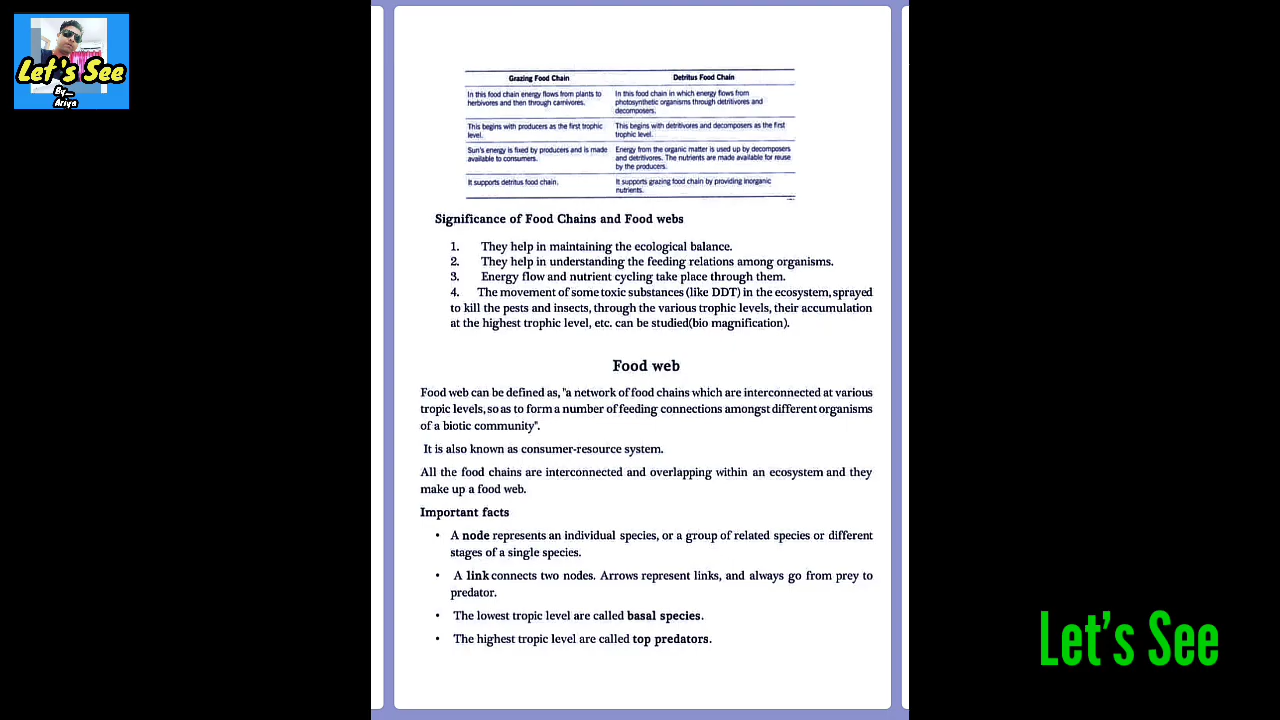 Let's See
By...
Ariya
Grazing Food Chain
Detritus Food Chain
In this food chain energy flows from plants to
herbivores and then through carnivores.
In this food chain in which energy flows from
photosynthetic organisms through detritivores and
decomposers.
This begins with producers as the first trophic
level.
This begins with detritivores and decomposers as the first
trophic level.
Sun's energy is fixed by producers and is made
available to consumers.
Energy from the organic matter is used up by decomposers
and detritivores. The nutrients are made available for reuse
by the producers.
It supports detritus food chain.
It supports grazing food chain by providing inorganic
nutrients.
Significance of Food Chains and Food webs
1. They help in maintaining the ecological balance.
2. They help in understanding the feeding relations among organisms.
3. Energy flow and nutrient cycling take place through them.
4. The movement of some toxic substances (like DDT) in the ecosystem, sprayed
to kill the pests and insects, through the various trophic levels, their accumulation
at the highest trophic level, etc. can be studied(bio magnification).
Food web
Food web can be defined as, "a network of food chains which are interconnected at various
tropic levels, so as to form a number of feeding connections amongst different organisms
of a biotic community".
It is also known as consumer-resource system.
All the food chains are interconnected and overlapping within an ecosystem and they
make up a food web.
Important facts
• A node represents an individual species, or a group of related species or different
stages of a single species.
• A link connects two nodes. Arrows represent links, and always go from prey to
predator.
• The lowest tropic level are called basal species.
• The highest tropic level are called top predators.
Let's See